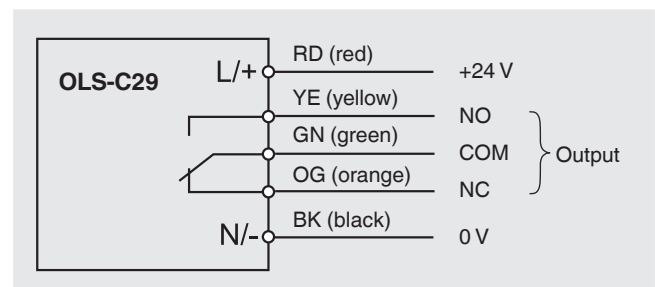 OLS-C29
L/+ RD (red) +24 V
YE (yellow) NO
GN (green) COM Output
OG (orange) NC
N/- BK (black) 0 V